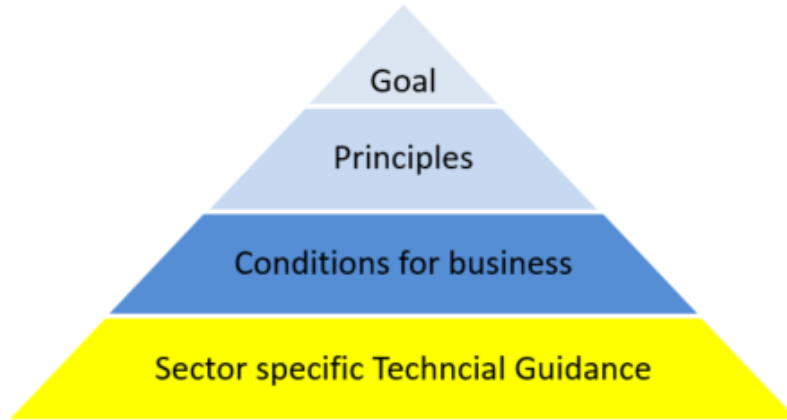 Goal
Principles
Conditions for business
Sector specific Techncial Guidance